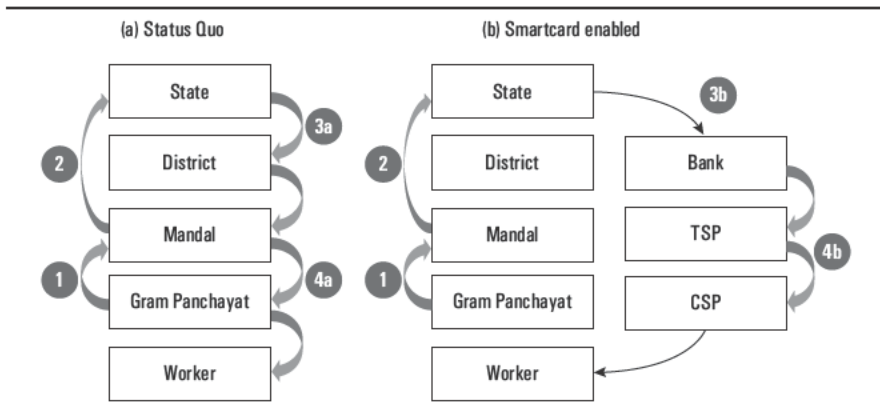 (a) Status Quo
State
3a
District
2
Mandal
1
Gram Panchayat
4a
Worker
(b) Smartcard enabled
State
3b
District
Bank
2
Mandal
TSP
4b
1
Gram Panchayat
CSP
Worker